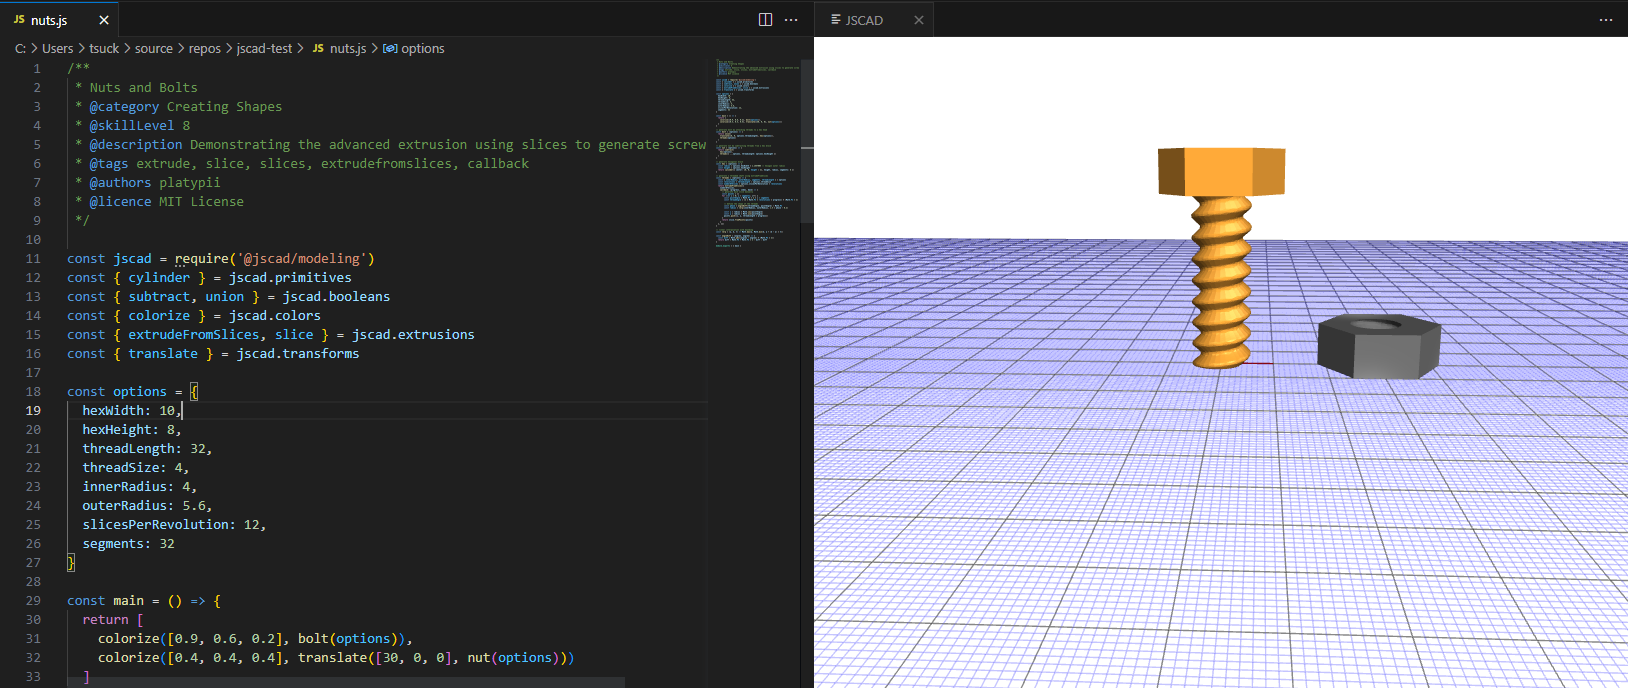 JS nuts.js
JSCAD
C: > Users > tsuck > source > repos > jscad-test > JS nuts.js > options
1 /**
2 * Nuts and Bolts
3 * @category Creating Shapes
4 * @skillLevel 8
5 * @description Demonstrating the advanced extrusion using slices to generate screw
6 * @tags extrude, slice, slices, extrudefromslices, callback
7 * @authors platypii
8 * @licence MIT License
9 */
10
11 const jscad = require('@jscad/modeling')
12 const { cylinder } = jscad.primitives
13 const { subtract, union } = jscad.booleans
14 const { colorize } = jscad.colors
15 const { extrudeFromSlices, slice } = jscad.extrusions
16 const { translate } = jscad.transforms
17
18 const options = {
19 hexWidth: 10,
20 hexHeight: 8,
21 threadLength: 32,
22 threadSize: 4,
23 innerRadius: 4,
24 outerRadius: 5.6,
25 slicesPerRevolution: 12,
26 segments: 32
27 }
28
29 const main = () => {
30 return [
31 colorize([0.9, 0.6, 0.2], bolt(options)),
32 colorize([0.4, 0.4, 0.4], translate([30, 0, 0], nut(options)))
33 ]